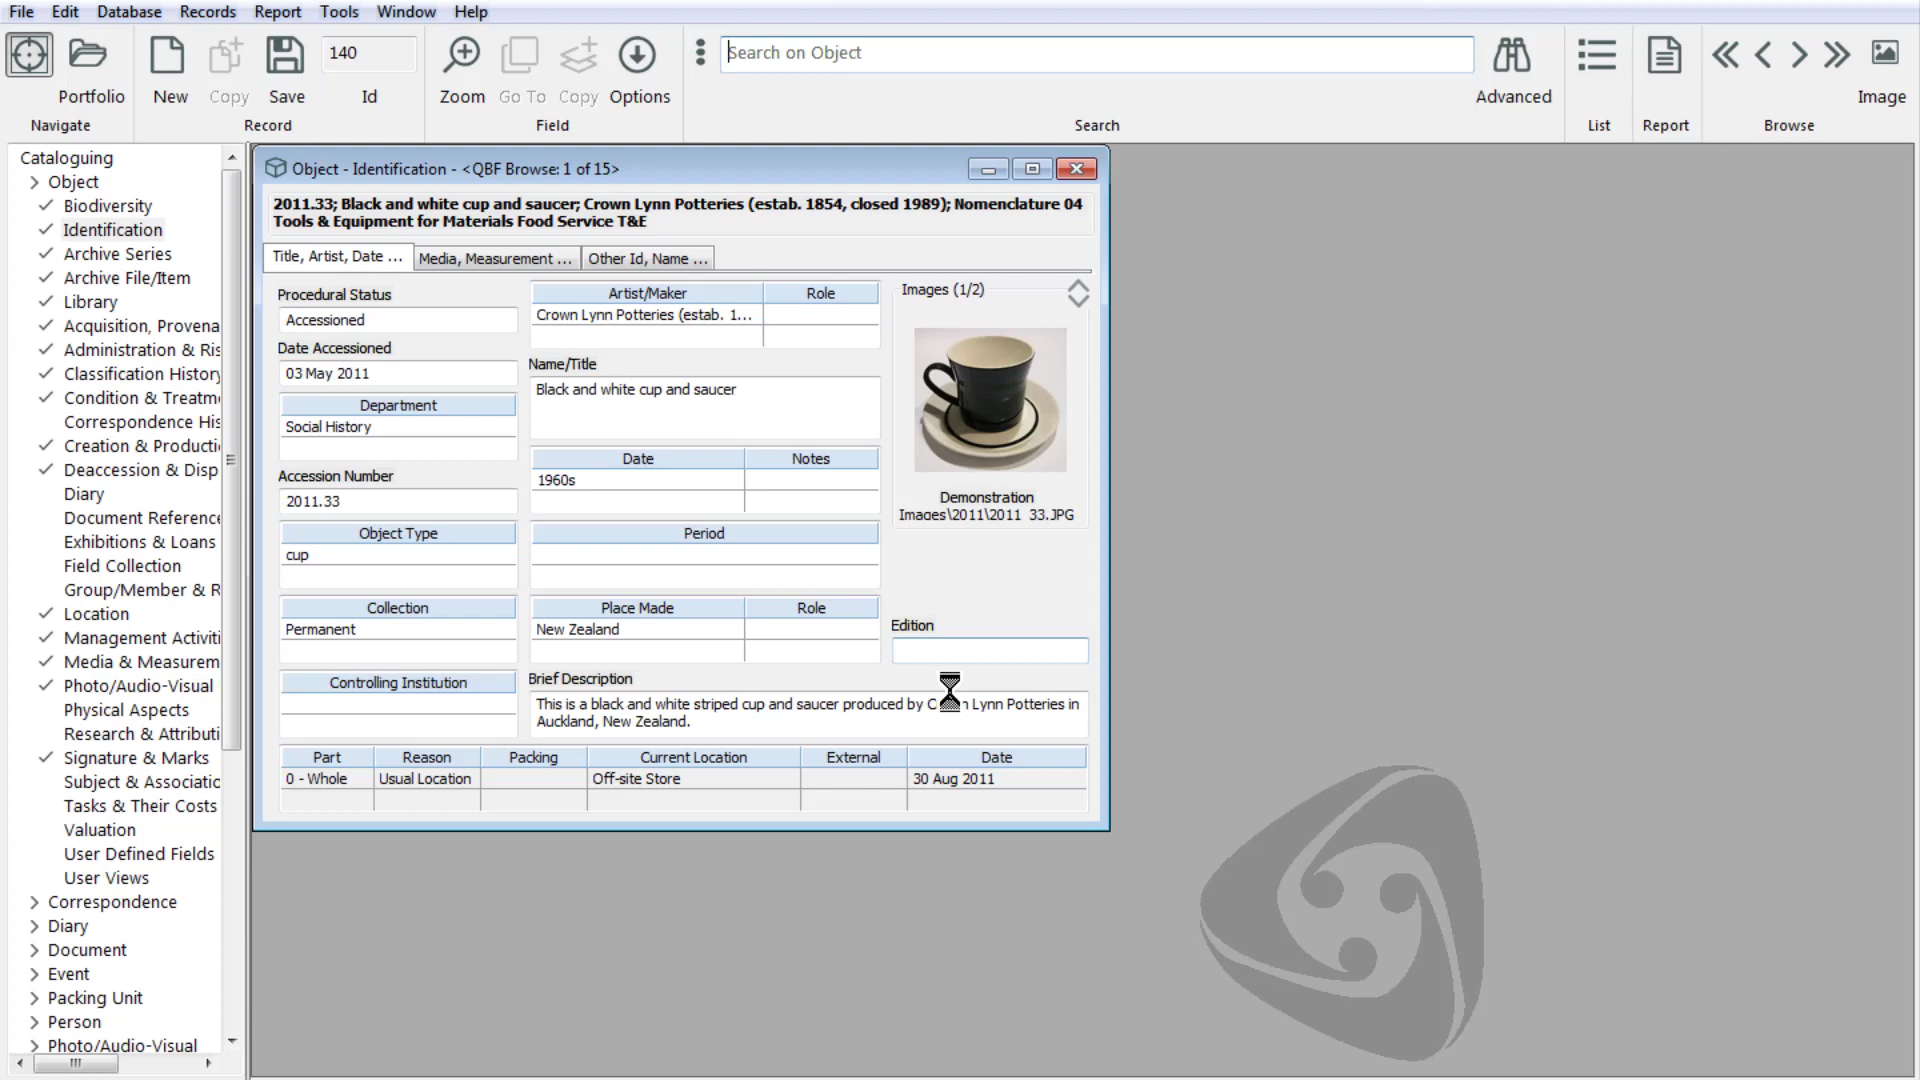 File Edit Database Records Report Tools Window Help
140
Search on Object
Portfolio New Copy Save Id Zoom Go To Copy Options Advanced Image
Navigate Record Field Search List Report Browse
Cataloguing
Object
Biodiversity
Identification
Archive Series
Archive File/Item
Library
Acquisition, Provena
Administration & Ris
Classification History
Condition & Treatme
Correspondence His
Creation & Producti
Deaccession & Disp
Diary
Document Reference
Exhibitions & Loans
Field Collection
Group/Member & R
Location
Management Activiti
Media & Measurem
Photo/Audio-Visual
Physical Aspects
Research & Attributi
Signature & Marks
Subject & Associatio
Tasks & Their Costs
Valuation
User Defined Fields
User Views
Correspondence
Diary
Document
Event
Packing Unit
Person
Photo/Audio-Visual
Object - Identification - <QBF Browse: 1 of 15>
2011.33; Black and white cup and saucer; Crown Lynn Potteries (estab. 1854, closed 1989); Nomenclature 04
Tools & Equipment for Materials Food Service T&E
Title, Artist, Date ... Media, Measurement ... Other Id, Name ...
Procedural Status
Accessioned
Date Accessioned
03 May 2011
Department
Social History
Accession Number
2011.33
Object Type
cup
Collection
Permanent
Controlling Institution
Artist/Maker Role
Crown Lynn Potteries (estab. 1...
Name/Title
Black and white cup and saucer
Date Notes
1960s
Period
Place Made Role
New Zealand
Images (1/2)
Demonstration
Images\2011\2011_33.JPG
Edition
Brief Description
This is a black and white striped cup and saucer produced by C n Lynn Potteries in
Auckland, New Zealand.
Part Reason Packing Current Location External Date
0 - Whole Usual Location Off-site Store 30 Aug 2011